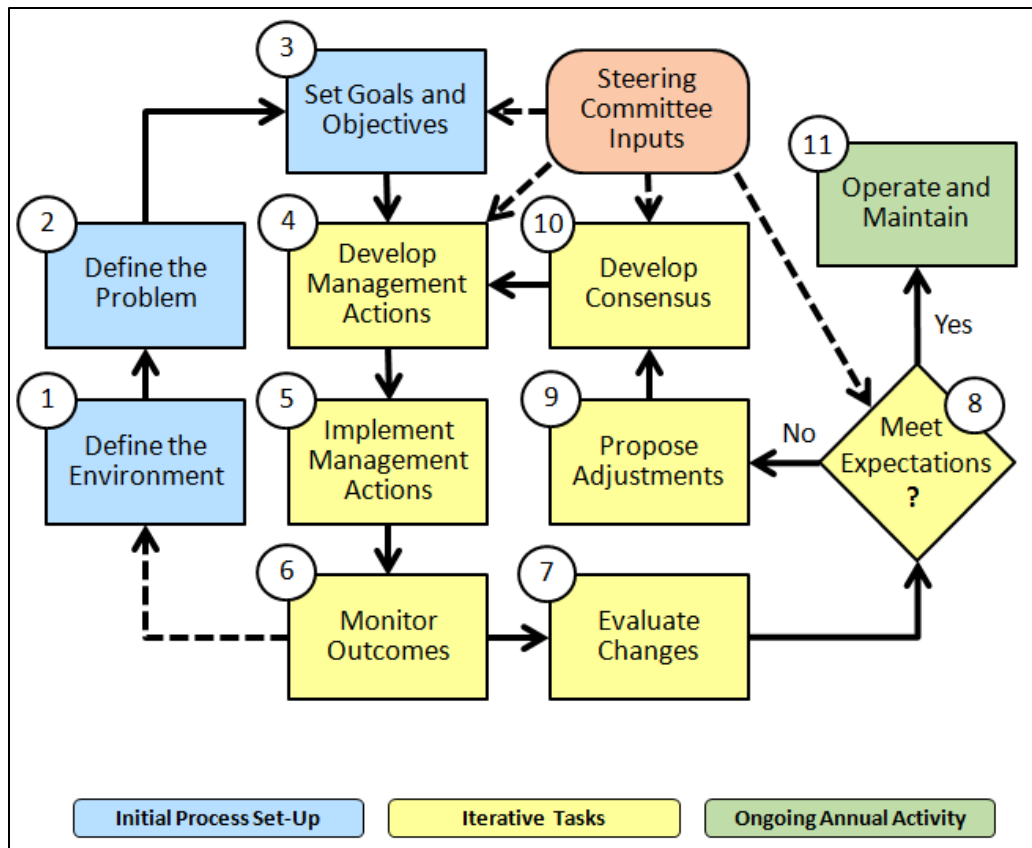 3
Set Goals and
Objectives
Steering
Committee
Inputs
11
Operate and
Maintain
2
Define the
Problem
4
Develop
Management
Actions
10
Develop
Consensus
Yes
1
Define the
Environment
5
Implement
Management
Actions
9
Propose
Adjustments
No
8
Meet
Expectations
?
6
Monitor
Outcomes
7
Evaluate
Changes
Initial Process Set-Up
Iterative Tasks
Ongoing Annual Activity